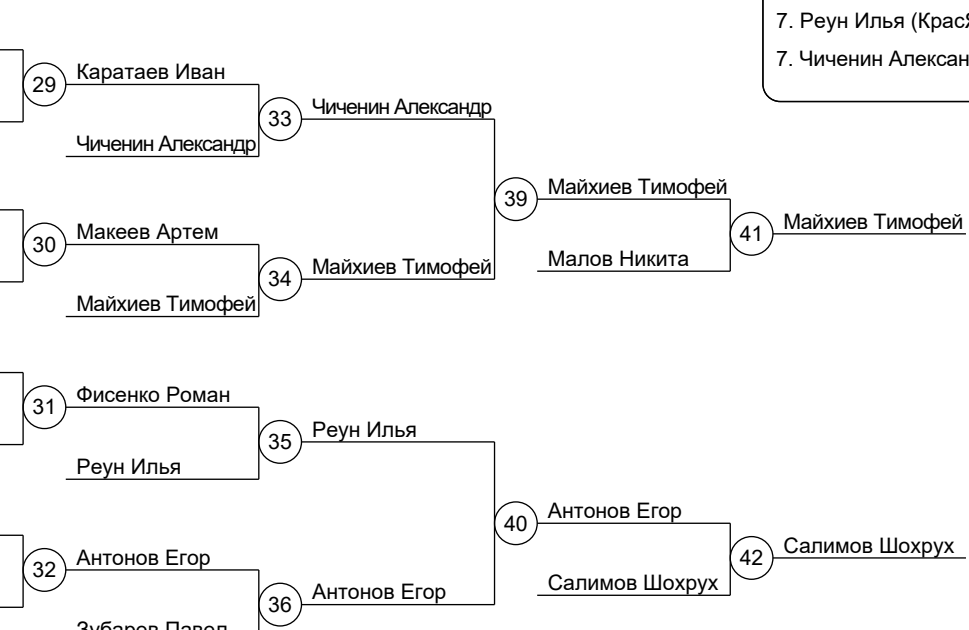 7. Реун Илья
7. Чиченин
29 Каратаев Иван
33 Чиченин Александр
Чиченин Александр
39 Майхиев Тимофей
30 Макеев Артем
41 Майхиев Тимофей
34 Майхиев Тимофей
Малов Никита
Майхиев Тимофей
31 Фисенко Роман
35 Реун Илья
Реун Илья
40 Антонов Егор
32 Антонов Егор
42 Салимов Шохрух
Салимов Шохрух
36 Антонов Егор